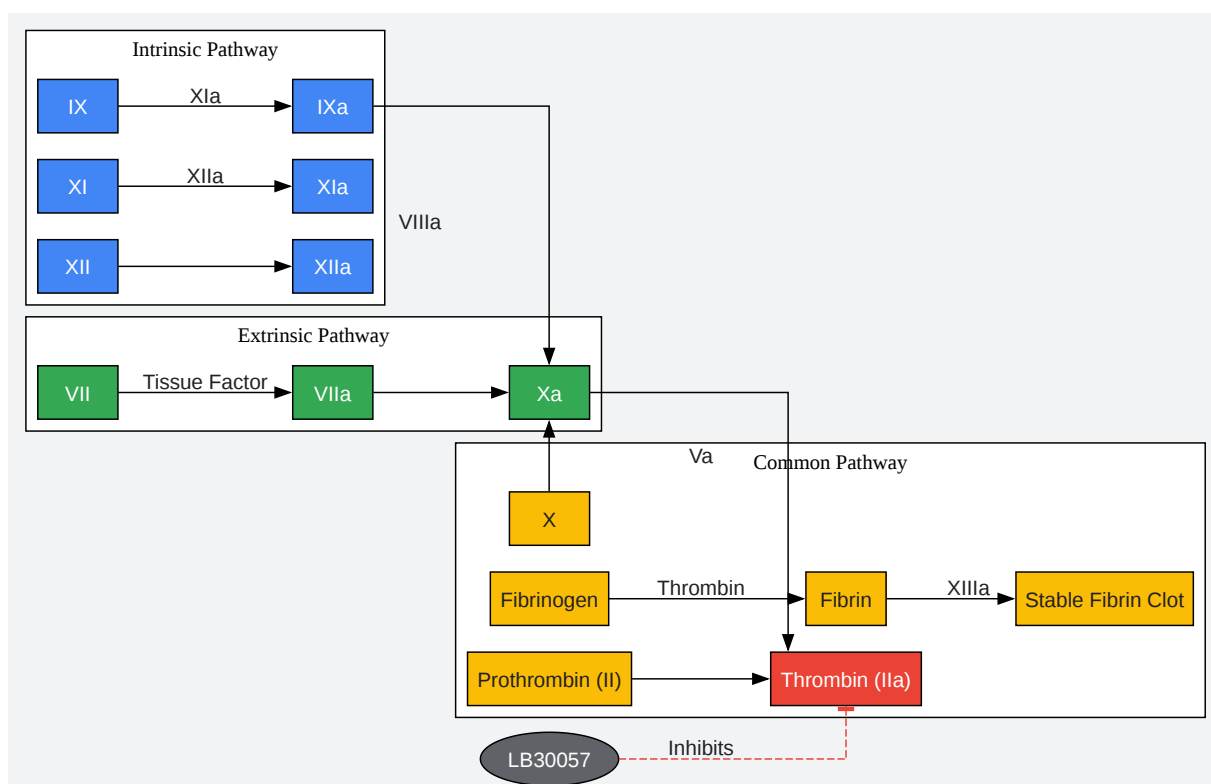 Intrinsic Pathway
IX
XIa
IXa
XI
XIIa
XIa
VIIIa
XII
XIIa
Extrinsic Pathway
VII
Tissue Factor
VIIa
Xa
Va
Common Pathway
X
Fibrinogen
Thrombin
Fibrin
XIIIa
Stable Fibrin Clot
Prothrombin (II)
Thrombin (IIa)
LB30057
Inhibits